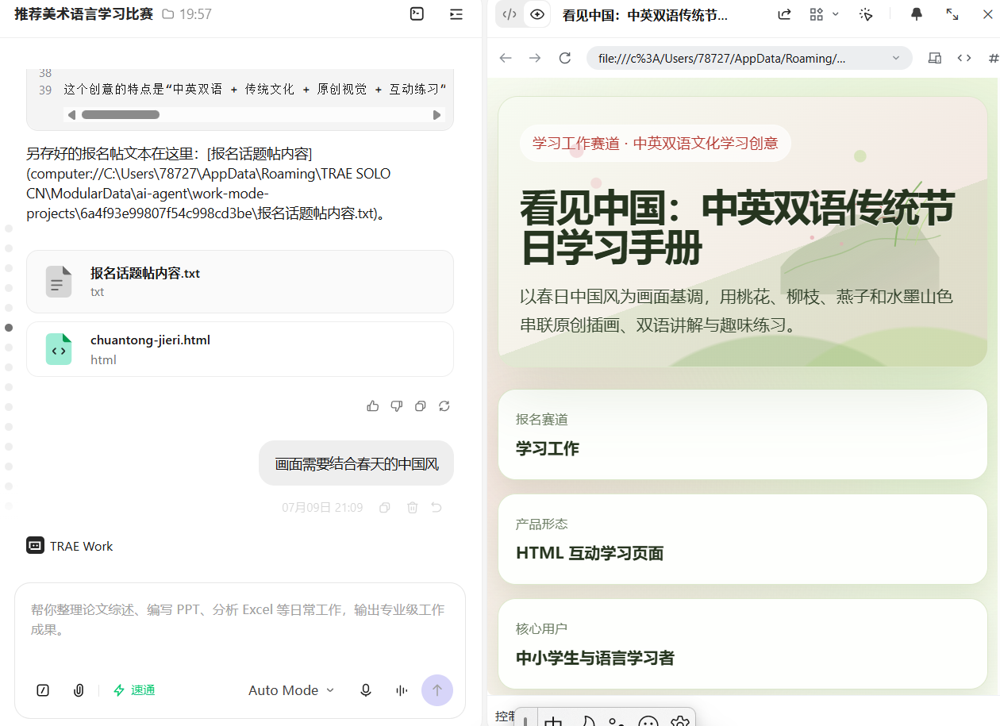 推荐美术语言学习比赛 19:57
38
39 这个创意的特点是“中英双语 + 传统文化 + 原创视觉 + 互动练习”
另存好的报名帖文本在这里：[报名话题帖内容]
(computer://C:\Users\78727\AppData\Roaming\TRAE SOLO
CN\ModularData\ai-agent\work-mode-
projects\6a4f93e99807f54c998cd3be\报名话题帖内容.txt)。
报名话题帖内容.txt
txt
chuantong-jieri.html
html
画面需要结合春天的中国风
07月09日 21:09
TRAE Work
帮你整理论文综述、编写 PPT、分析 Excel 等日常工作，输出专业级工作
成果。
速通
Auto Mode
看见中国：中英双语传统节...
file:///c%3A/Users/78727/AppData/Roaming/...
学习工作赛道 · 中英双语文化学习创意
看见中国：中英双语传统节
日学习手册
以春日中国风为画面基调，用桃花、柳枝、燕子和水墨山色
串联原创插画、双语讲解与趣味练习。
报名赛道
学习工作
产品形态
HTML 互动学习页面
核心用户
中小学生与语言学习者
控制
中